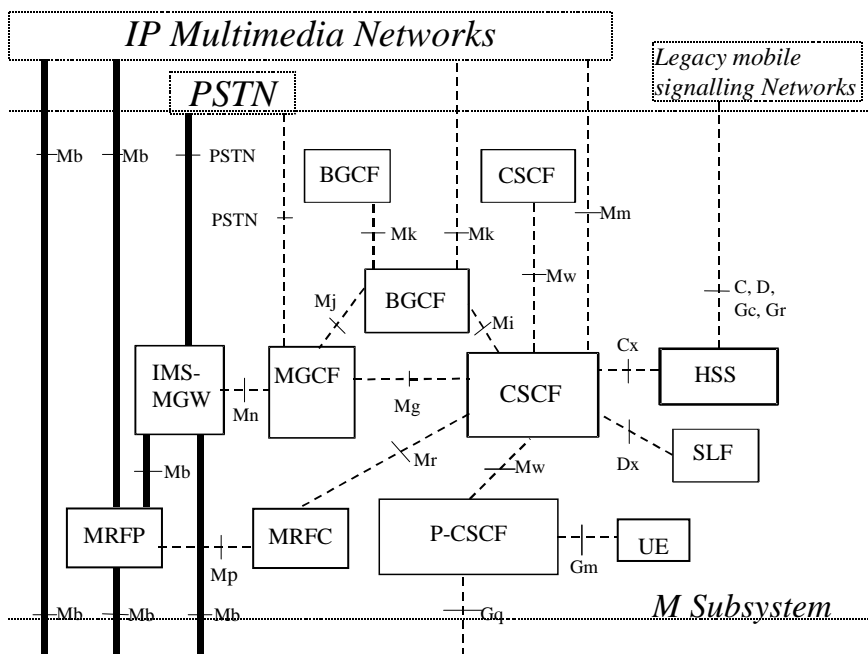 IP Multimedia Networks
Legacy mobile
signalling Networks
PSTN
Mb
Mb
PSTN
BGCF
CSCF
PSTN
Mm
Mk
Mk
Mw
C, D,
Gc, Gr
BGCF
Mj
Mi
Cx
IMS-
MGW
MGCF
CSCF
HSS
Mn
Mg
SLF
Mb
Mr
Mw
Dx
MRFP
MRFC
P-CSCF
UE
Mp
Gm
Mb
Mb
Mb
Gq
M Subsystem